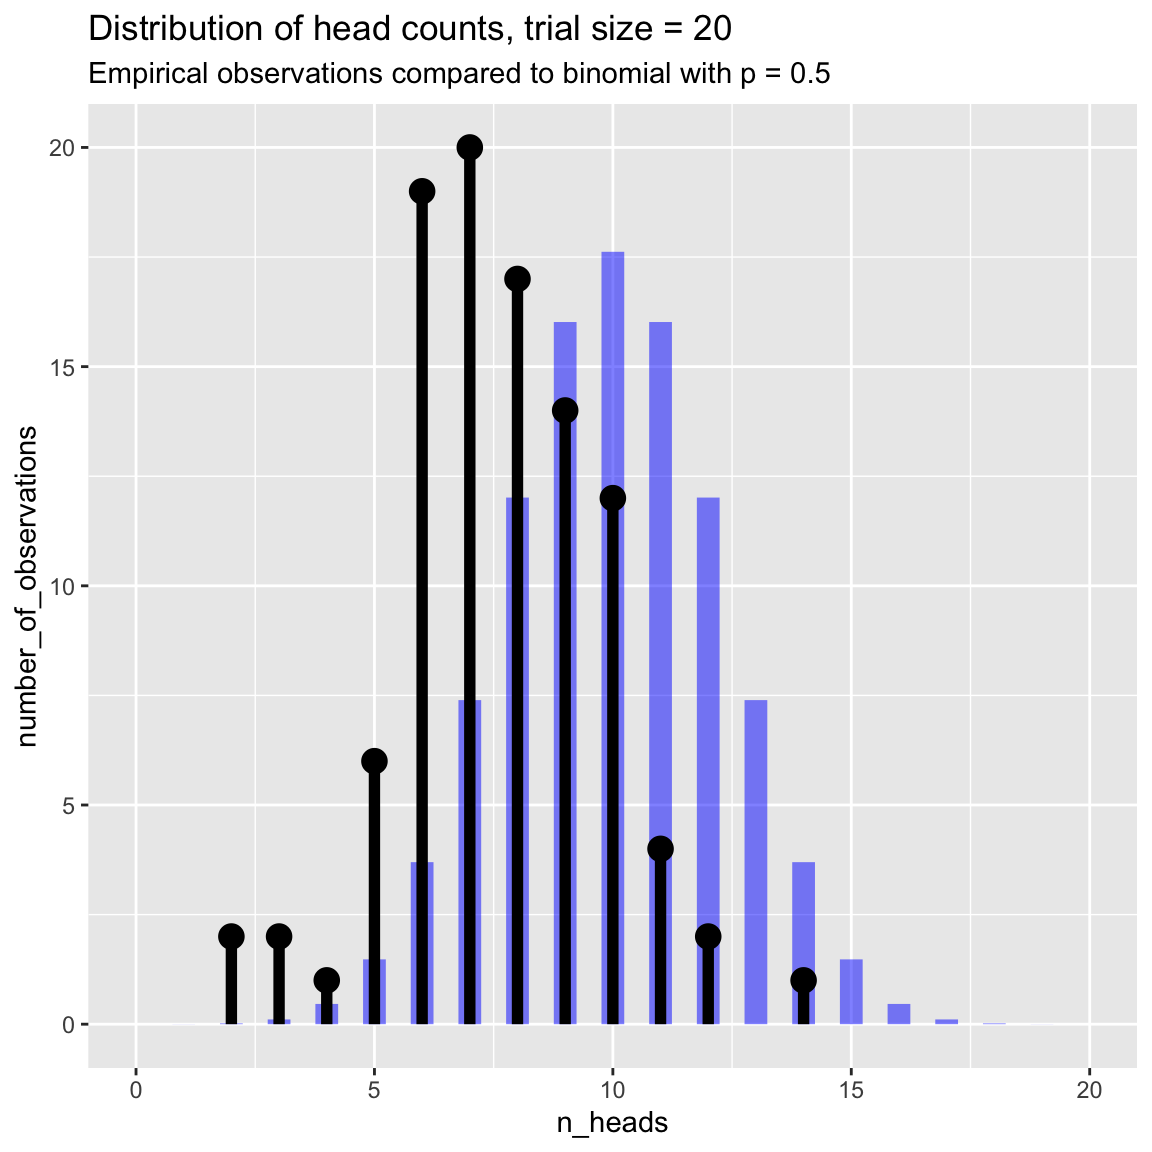 Distribution of head counts, trial size = 20
Empirical observations compared to binomial with p = 0.5
20
15
10
5
0
number_of_observations
0 5 10 15 20
n_heads